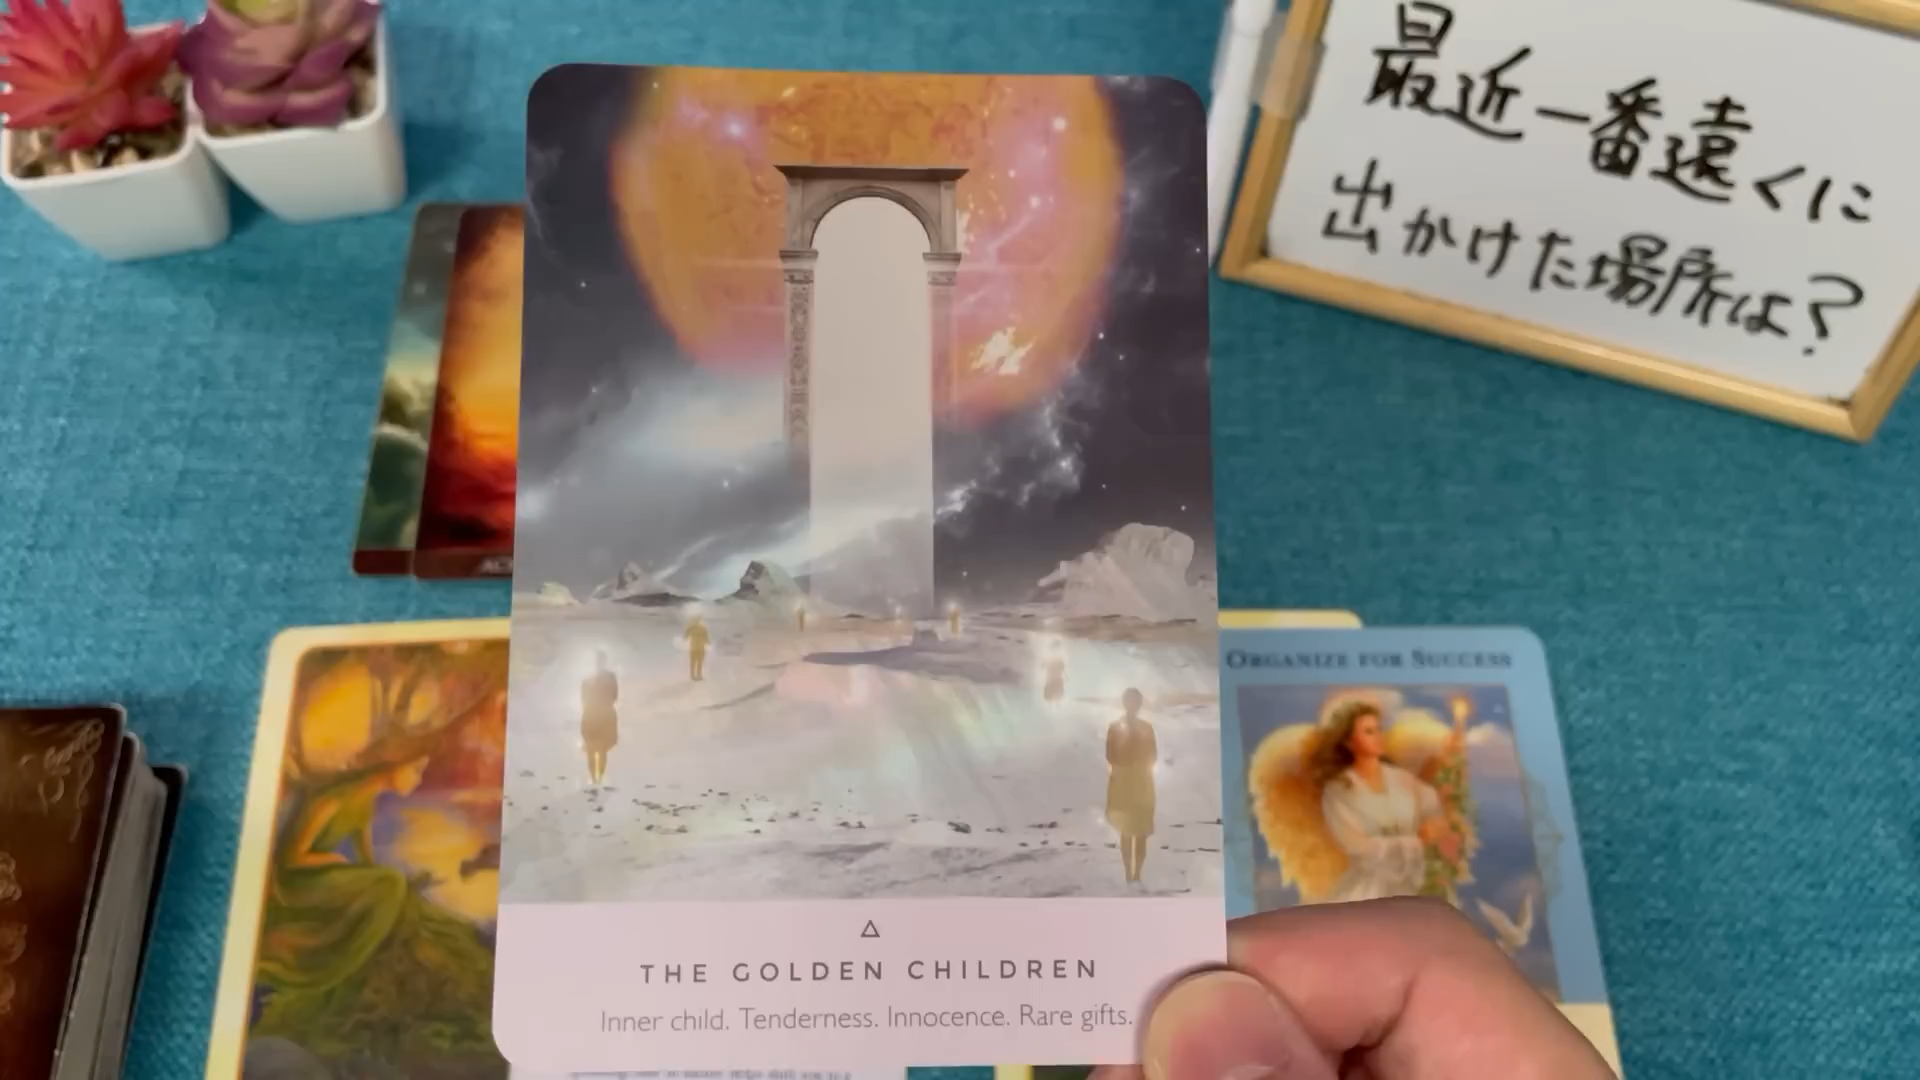 最近一番遠くに
出かけた場所は?
ORGANIZE FOR SUCCESS
THE GOLDEN CHILDREN
Inner child. Tenderness. Innocence. Rare gifts.